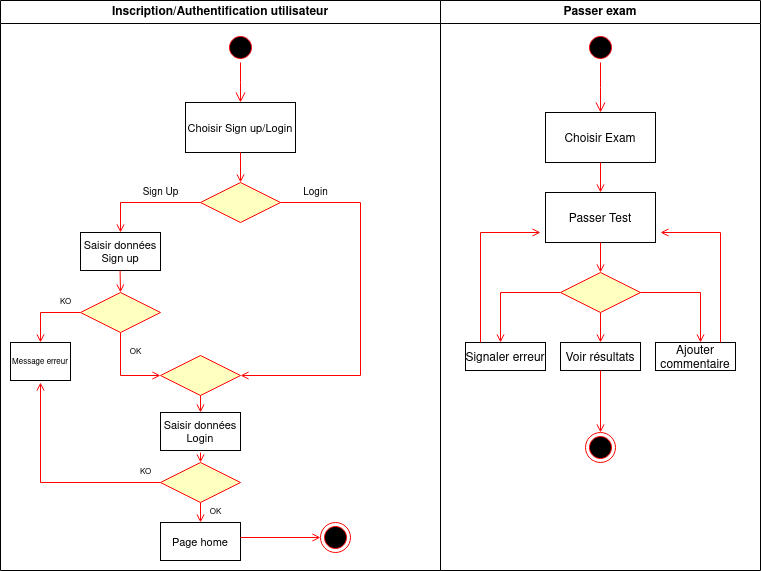 Inscription/Authentification utilisateur
Passer exam
Choisir Sign up/Login
Choisir Exam
Sign Up
Login
Passer Test
Saisir données
Sign up
KO
OK
Message erreur
Signaler erreur
Voir résultats
Ajouter
commentaire
Saisir données
Login
KO
OK
Page home